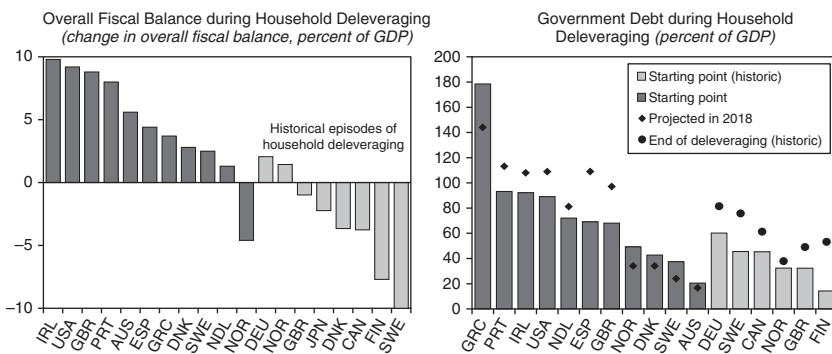 Overall Fiscal Balance during Household Deleveraging
(change in overall fiscal balance, percent of GDP)
10
5
0
−5
−10
Historical episodes of
household deleveraging
IRL USA GBR PRT AUS ESP GRC DNK SWE NDL NOR DEU NOR GBR JPN DNK CAN FIN SWE
Government Debt during Household
Deleveraging (percent of GDP)
200
180
160
140
120
100
80
60
40
20
0
Starting point (historic)
Starting point
Projected in 2018
End of deleveraging (historic)
GRC PRT IRL USA NDL ESP GBR NOR DNK SWE AUS DEU SWE CAN NOR GBR FIN